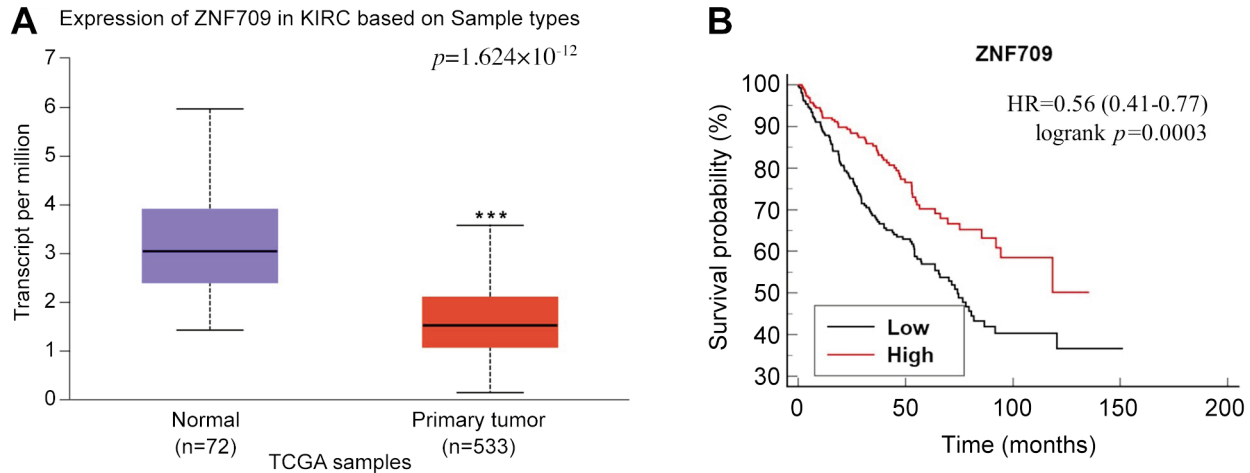 A
Expression of ZNF709 in KIRC based on Sample types
p=1.624×10⁻¹²
Transcript per million
7
6
5
4
3
2
1
0
***
Normal
(n=72)
Primary tumor
(n=533)
TCGA samples
B
ZNF709
HR=0.56 (0.41-0.77)
logrank p=0.0003
Survival probability (%)
100
90
80
70
60
50
40
30
Low
High
0 50 100 150 200
Time (months)